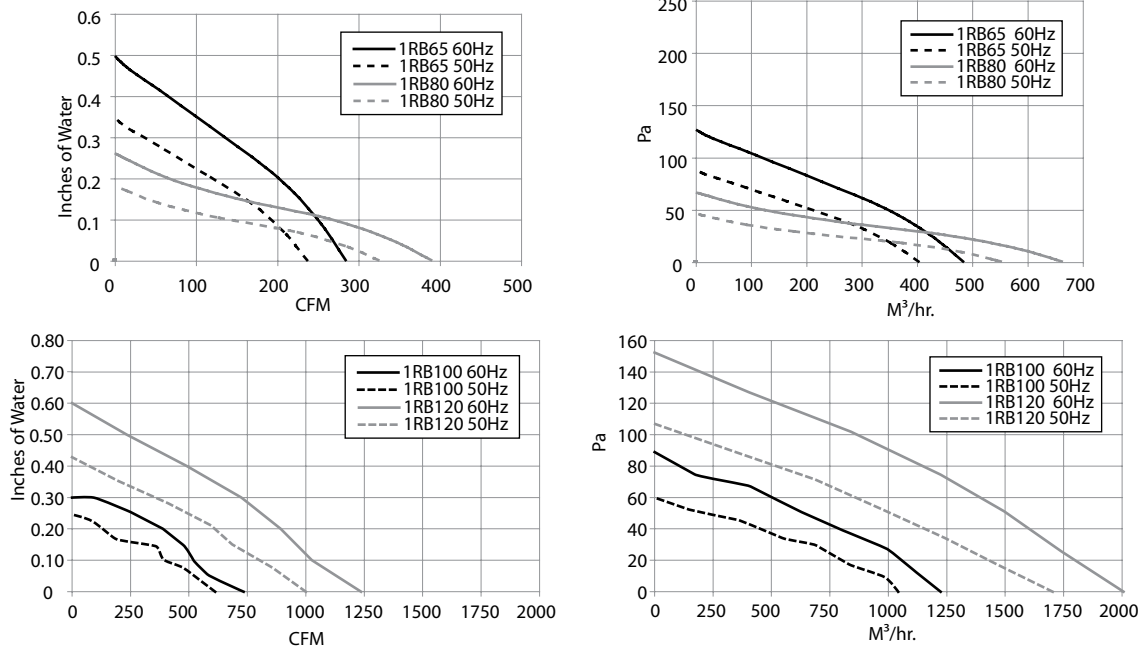 0.6
0.5
0.4
0.3
0.2
0.1
0
Inches of Water
0 100 200 300 400 500
CFM
1RB65 60Hz
1RB65 50Hz
1RB80 60Hz
1RB80 50Hz
250
200
150
100
50
0
Pa
0 100 200 300 400 500 600 700
M³/hr.
1RB65 60Hz
1RB65 50Hz
1RB80 60Hz
1RB80 50Hz
0.80
0.70
0.60
0.50
0.40
0.30
0.20
0.10
0
Inches of Water
0 250 500 750 1000 1250 1500 1750 2000
CFM
1RB100 60Hz
1RB100 50Hz
1RB120 60Hz
1RB120 50Hz
160
140
120
100
80
60
40
20
0
Pa
0 250 500 750 1000 1250 1500 1750 2000
M³/hr.
1RB100 60Hz
1RB100 50Hz
1RB120 60Hz
1RB120 50Hz